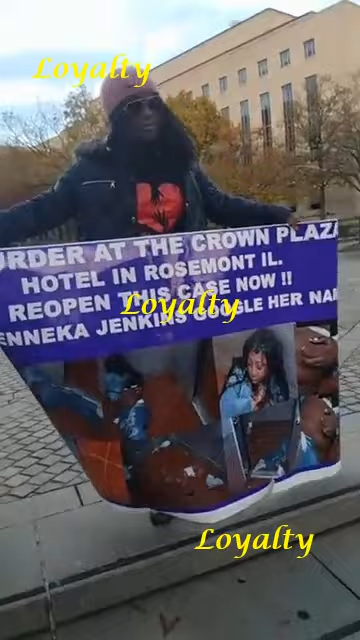 Loyalty
URDER AT THE CROWN PLAZA
HOTEL IN ROSEMONT IL.
REOPEN THIS CASE NOW !!
Loyalty
ENNEKA JENKINS GOOGLE HER NA
Loyalty